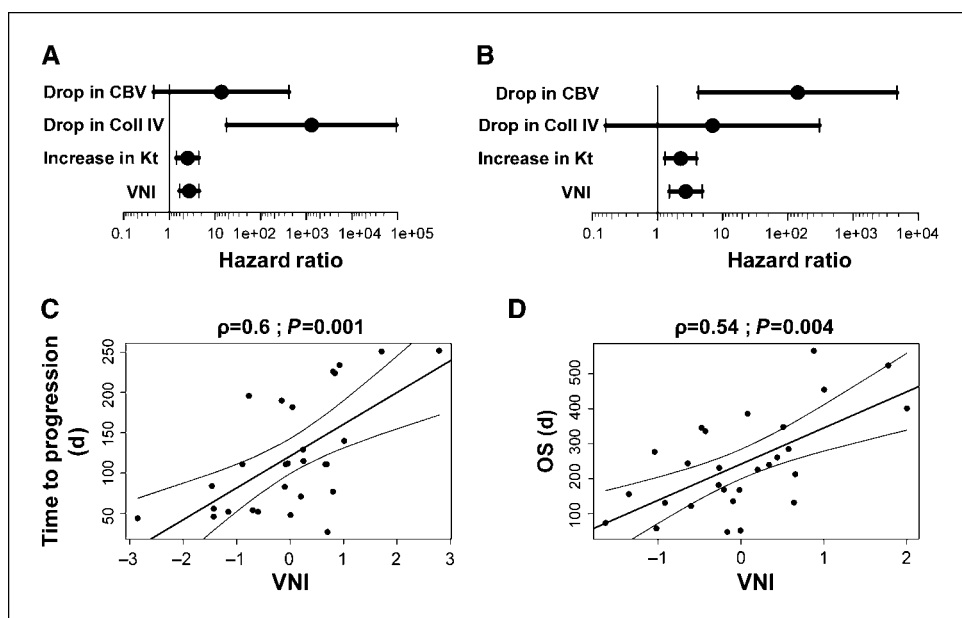 A
Drop in CBV
Drop in Coll IV
Increase in Kt
VNI
0.1 1 10 1e+02 1e+03 1e+04 1e+05
Hazard ratio
B
Drop in CBV
Drop in Coll IV
Increase in Kt
VNI
0.1 1 1e+02 1e+03 1e+04
Hazard ratio
C
ρ=0.6 ; P=0.001
Time to progression
(d)
250
200
150
100
50
–3 –2 –1 0 1 2 3
VNI
D
ρ=0.54 ; P=0.004
OS (d)
500
400
300
200
100
–1 0 1 2
VNI